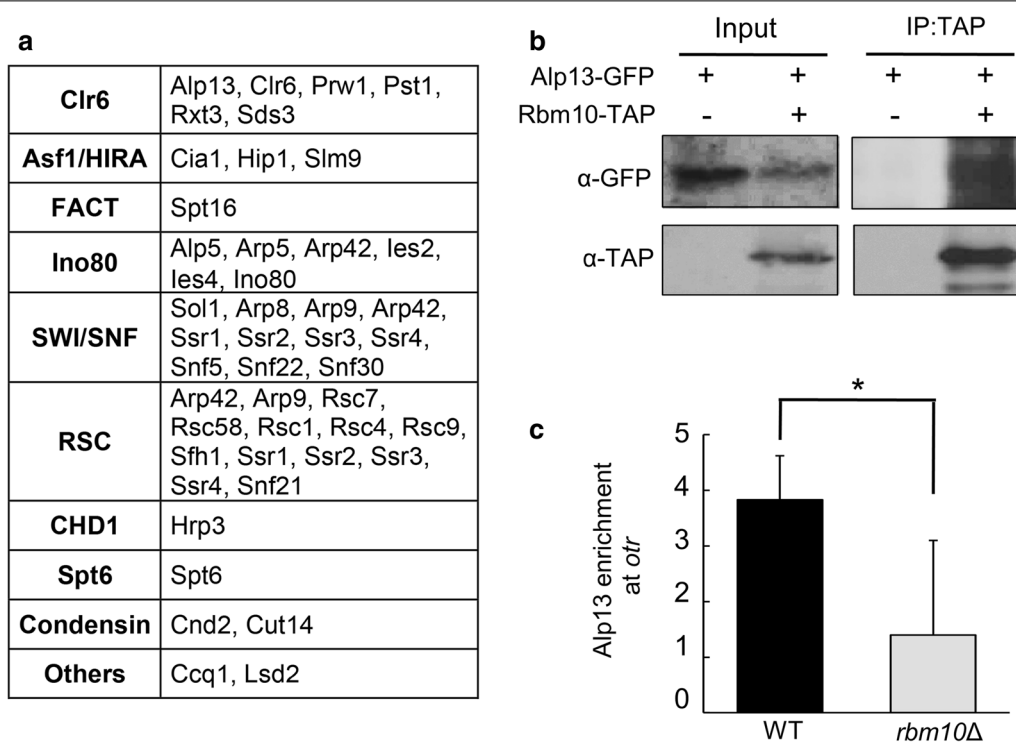 a
Clr6
Alp13, Clr6, Prw1, Pst1,
Rxt3, Sds3
Asf1/HIRA
Cia1, Hip1, Slm9
FACT
Spt16
Ino80
Alp5, Arp5, Arp42, Ies2,
Ies4, Ino80
SWI/SNF
Sol1, Arp8, Arp9, Arp42,
Ssr1, Ssr2, Ssr3, Ssr4,
Snf5, Snf22, Snf30
RSC
Arp42, Arp9, Rsc7,
Rsc58, Rsc1, Rsc4, Rsc9,
Sfh1, Ssr1, Ssr2, Ssr3,
Ssr4, Snf21
CHD1
Hrp3
Spt6
Spt6
Condensin
Cnd2, Cut14
Others
Ccq1, Lsd2
b
Input
IP:TAP
Alp13-GFP + + + +
Rbm10-TAP - + - +
α-GFP
α-TAP
c
*
Alp13 enrichment
at otr
5
4
3
2
1
0
WT
rbm10Δ